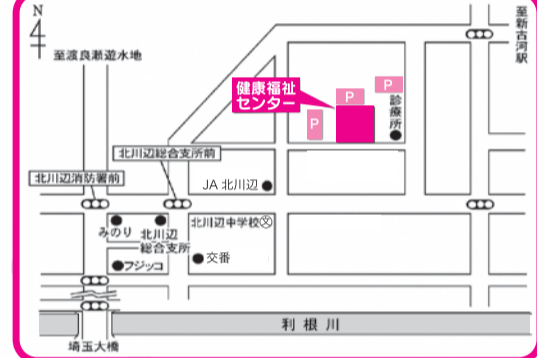 N
至渡良瀬遊水地
至新古河駅
健康福祉
センター
P
P
P
診療所
北川辺総合支所前
北川辺消防署前
JA 北川辺
みのり
北川辺
総合支所
北川辺中学校文
フジッコ
交番
利根川
埼玉大橋